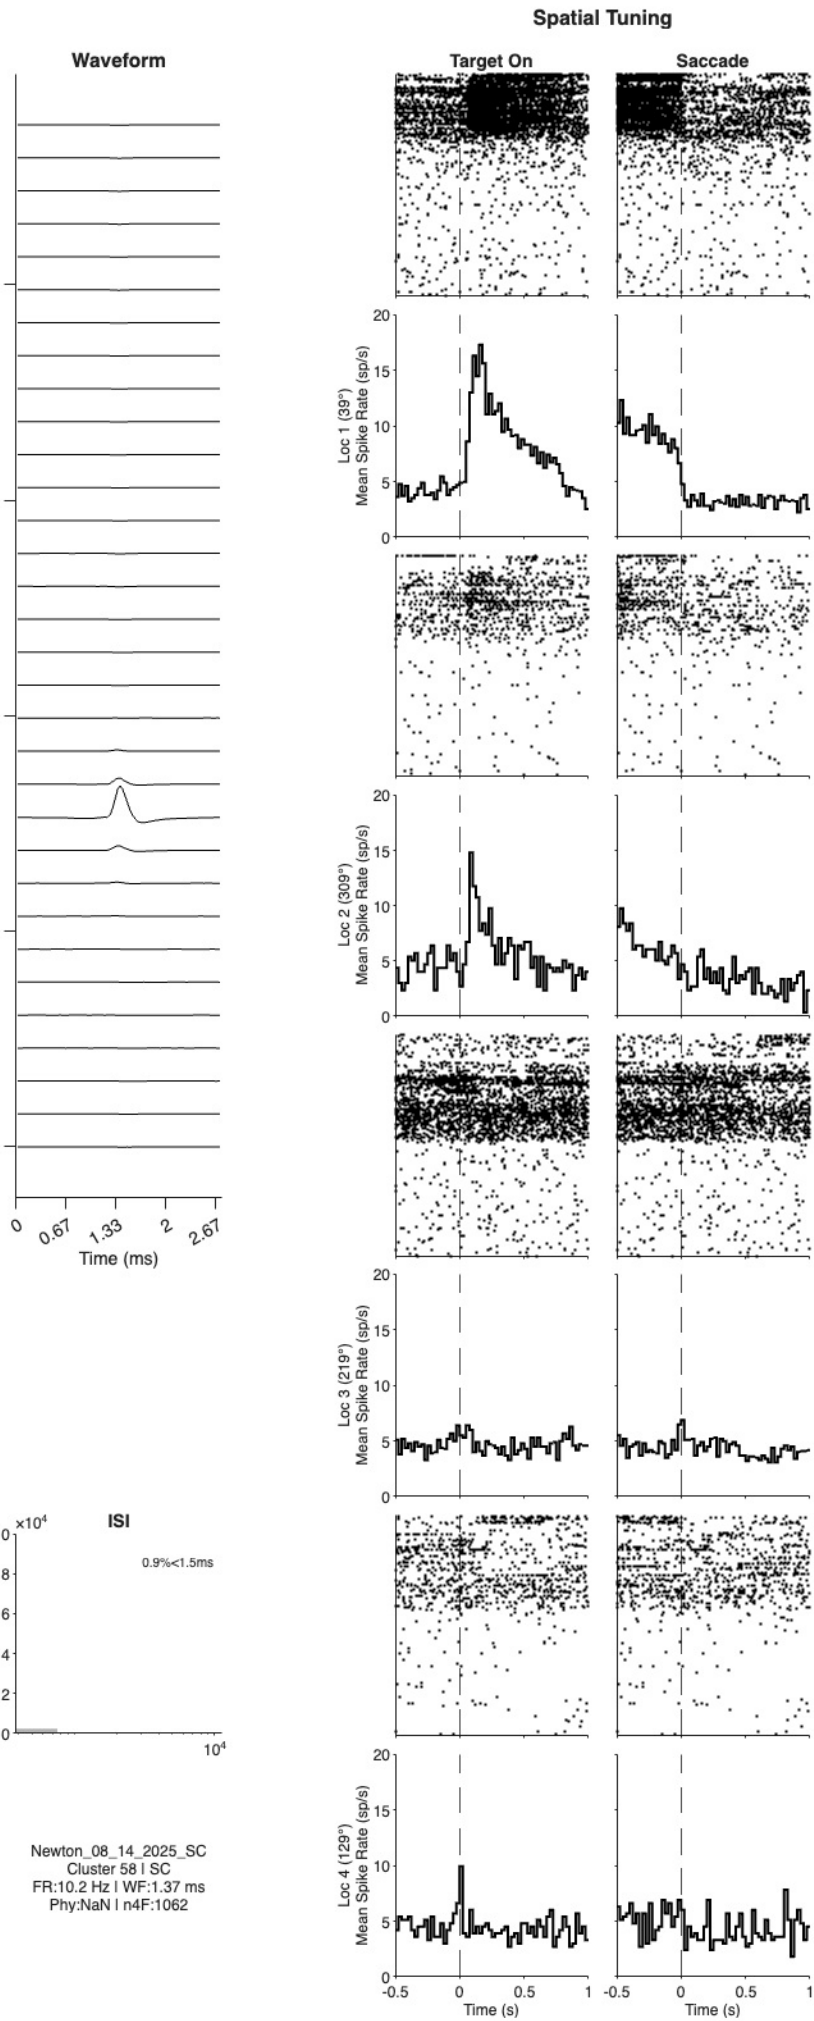 Spatial Tuning
Waveform
Target On
Saccade
20
15
10
5
0
Loc 1 (39°)
Mean Spike Rate (sp/s)
20
15
10
5
0
Loc 2 (309°)
Mean Spike Rate (sp/s)
0 0.67 1.33 2 2.67
Time (ms)
20
15
10
5
0
Loc 3 (219°)
Mean Spike Rate (sp/s)
×10⁴
ISI
0
8
6
4
2
0
0.9%<1.5ms
10⁴
20
15
10
5
0
Loc 4 (129°)
Mean Spike Rate (sp/s)
Newton_08_14_2025_SC
Cluster 58 | SC
FR:10.2 Hz | WF:1.37 ms
Phy:NaN | n4F:1062
-0.5 0 0.5 1
Time (s)
-0.5 0 0.5 1
Time (s)